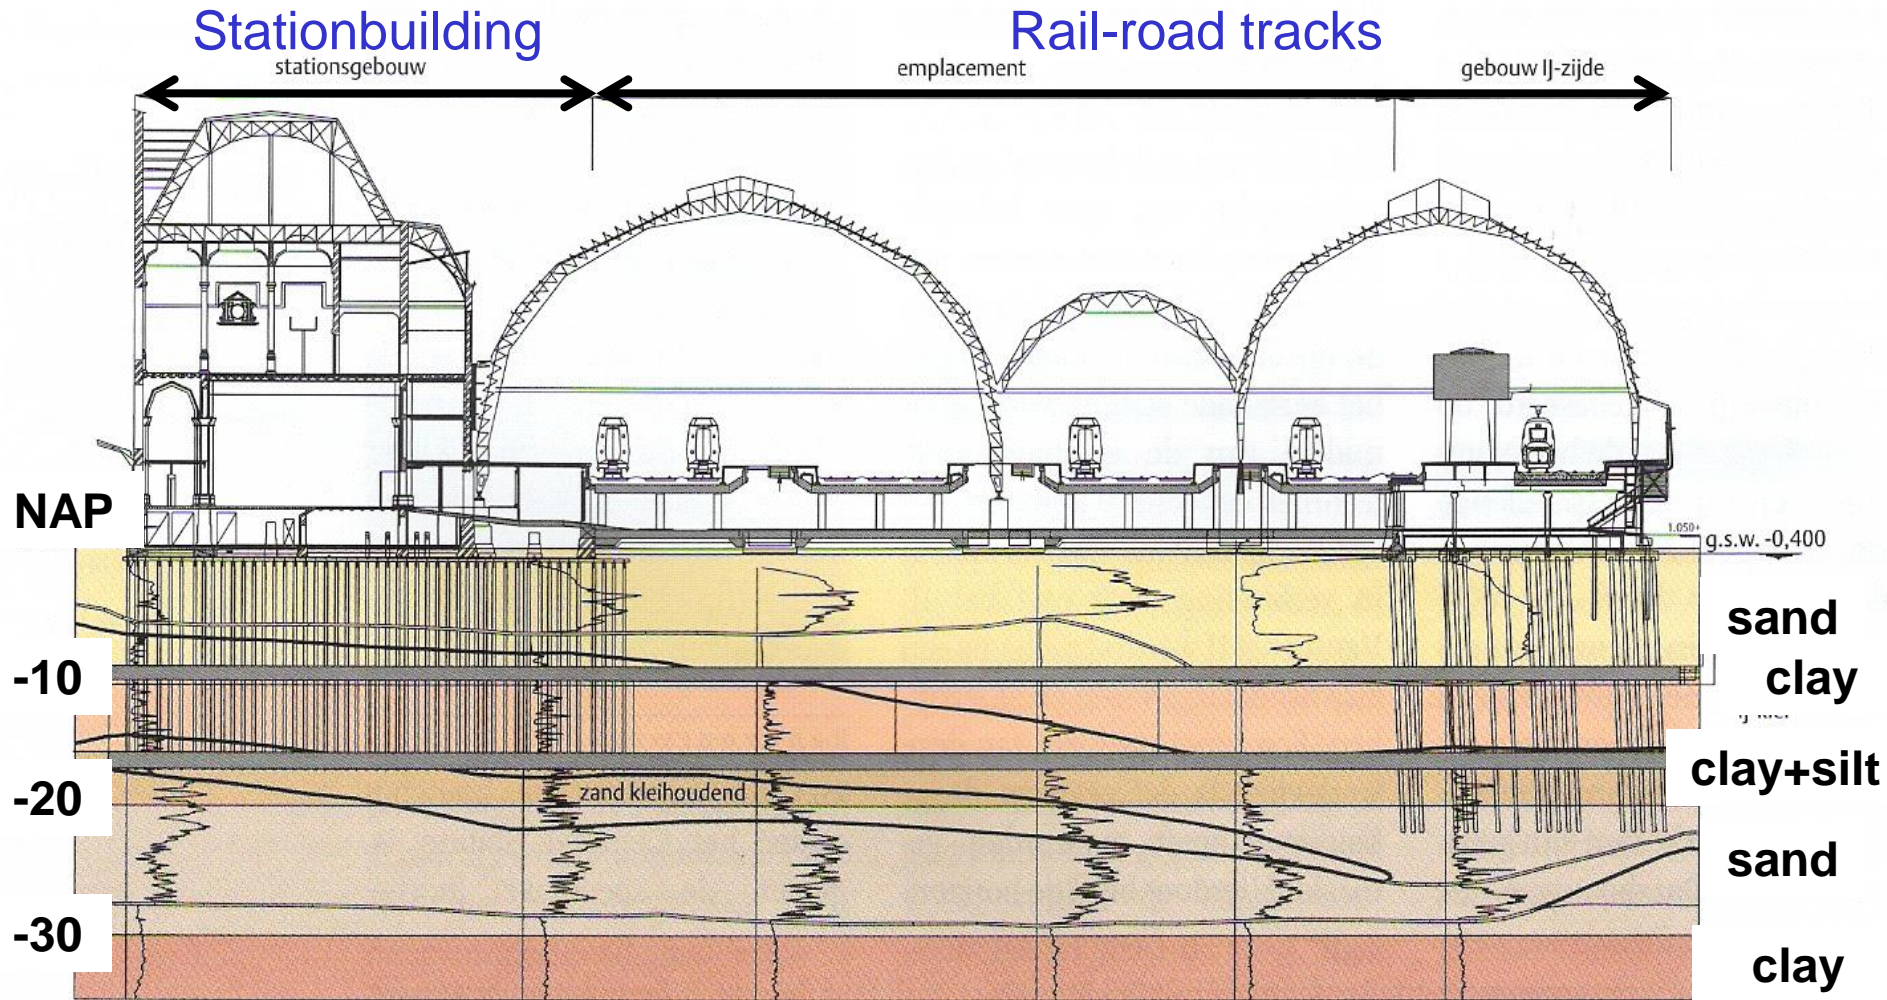 Stationbuilding
Rail-road tracks
stationsgebouw
emplacement
gebouw IJ-zijde
NAP
1.050+
g.s.w. -0,400
sand
-10
clay
clay+silt
-20
zand kleihoudend
sand
-30
clay